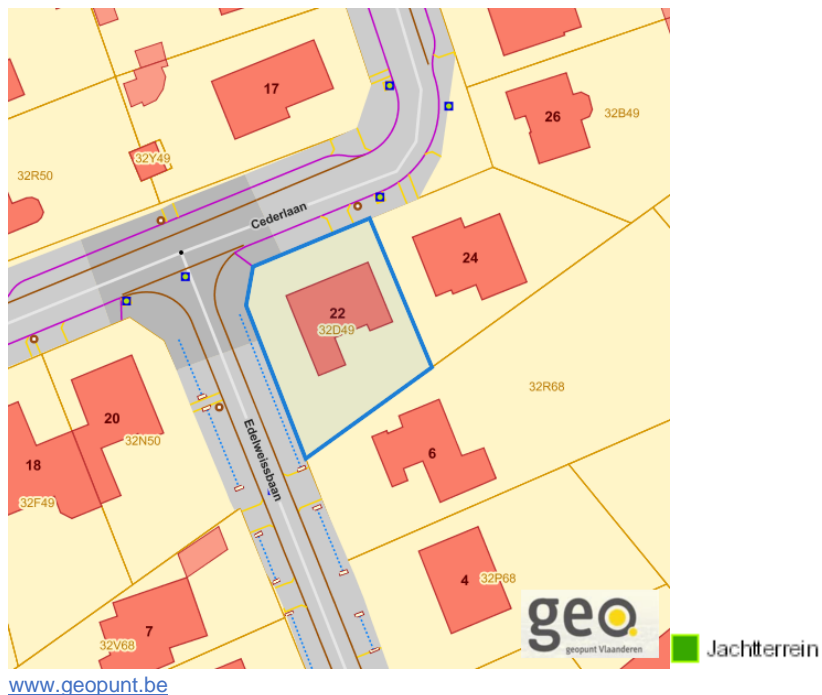 17
26
32B49
32Y49
32R50
Cederlaan
24
22
32D49
32R68
20
32N50
Edelweissbaan
6
18
32F49
4
32P68
7
32V68
geo.
geopunt Vlaanderen
Jachtterrein
www.geopunt.be